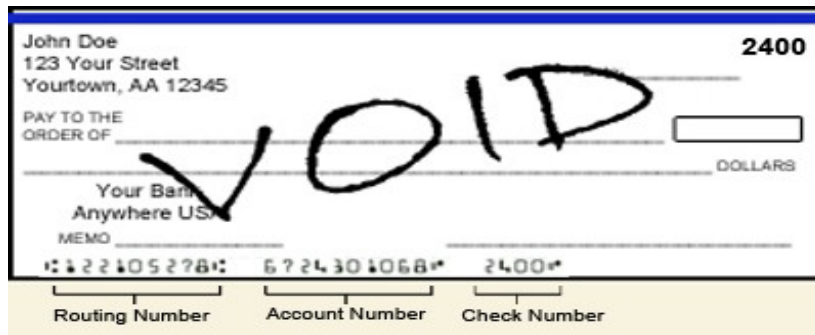 John Doe
2400
123 Your Street
Yourtown, AA 12345
VOID
PAY TO THE
ORDER OF
DOLLARS
Your Bank
Anywhere USA
MEMO
⑆122105278⑆ 6724301068⑈ 2400⑈
Routing Number Account Number Check Number